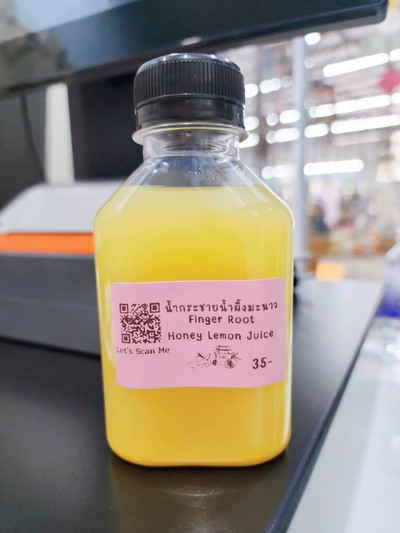 น้ำกระชายน้ำผึ้งมะนาว
Finger Root
Honey Lemon Juice
Let's Scan Me
35-